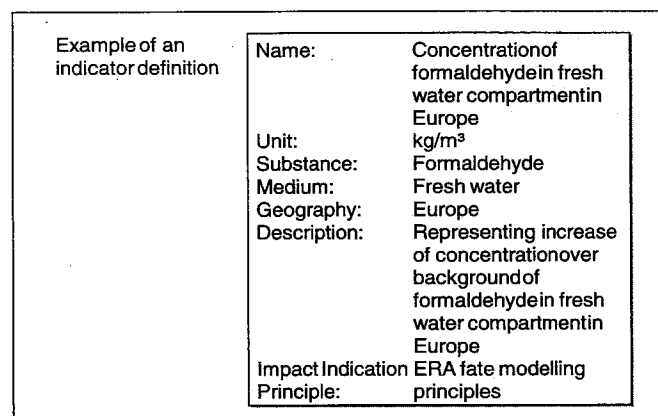 Example of an
indicator definition
Name: Concentrationof
formaldehydein fresh
water compartmentin
Europe
Unit: kg/m³
Substance: Formaldehyde
Medium: Fresh water
Geography: Europe
Description: Representing increase
of concentrationover
backgroundof
formaldehydein fresh
water compartmentin
Europe
Impact Indication ERA fate modelling
Principle: principles